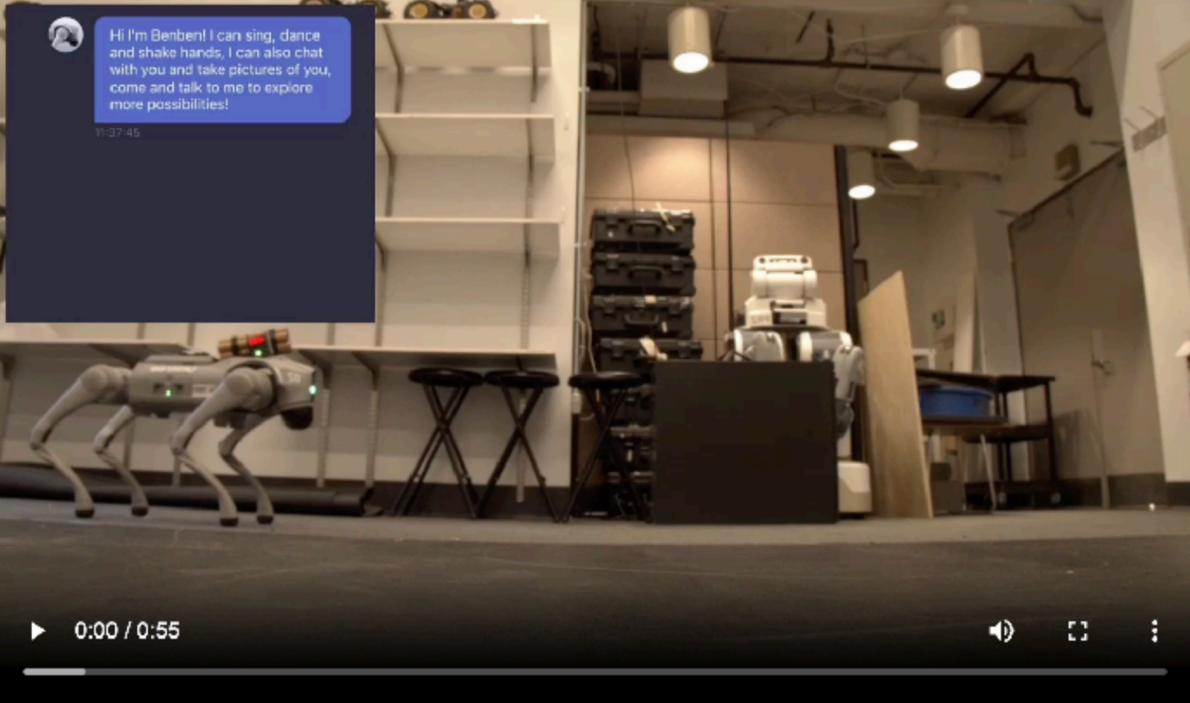 Hi I'm Benben! I can sing, dance
and shake hands, I can also chat
with you and take pictures of you,
come and talk to me to explore
more possibilities!
11:37:45
0:00 / 0:55